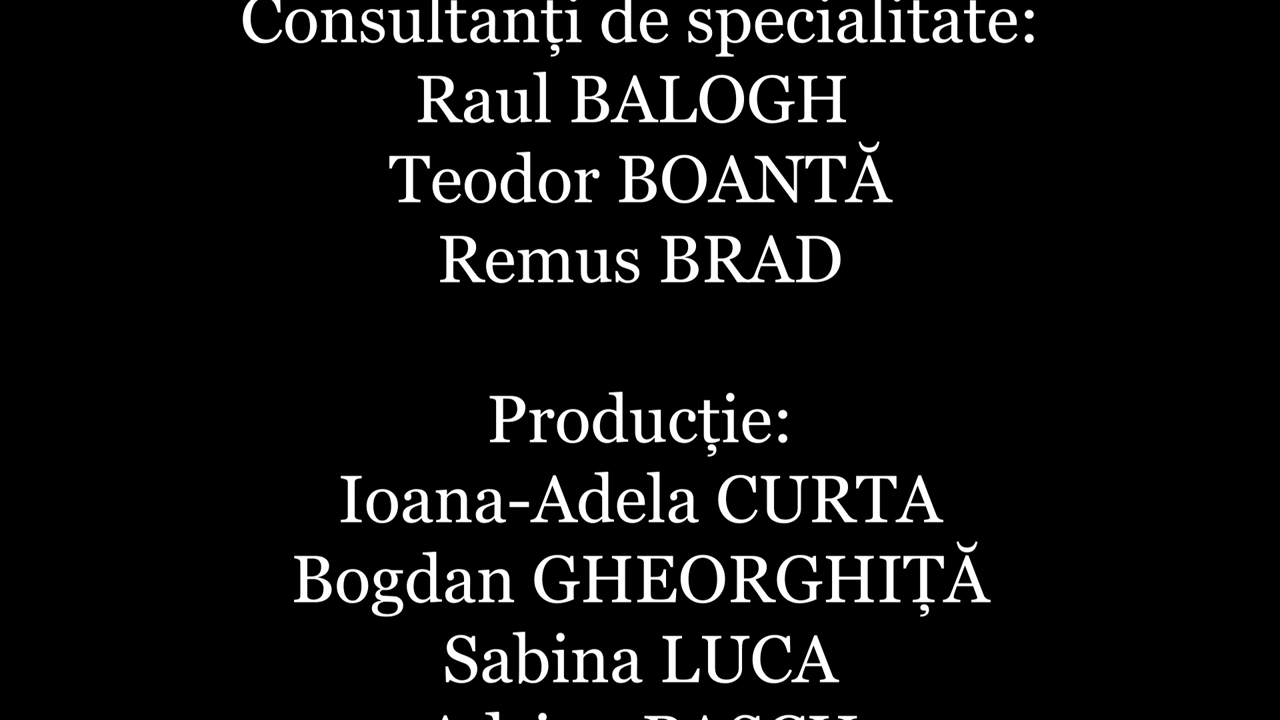 Consultanți de specialitate:
Raul BALOGH
Teodor BOANTĂ
Remus BRAD
Producție:
Ioana-Adela CURTA
Bogdan GHEORGHIȚĂ
Sabina LUCA